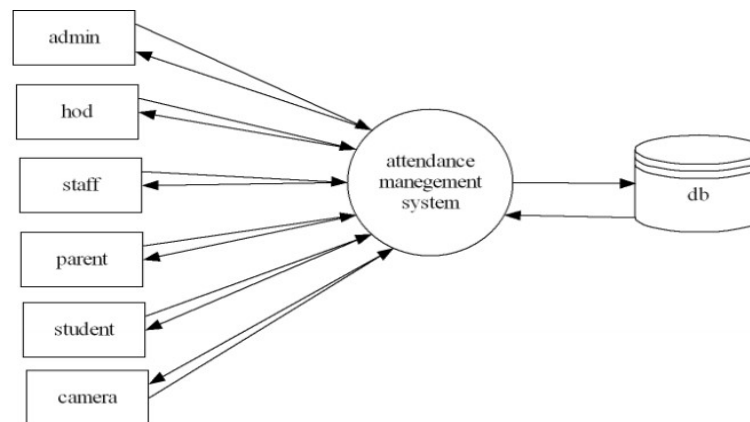 admin
hod
staff
parent
student
camera
attendance
manegement
system
db